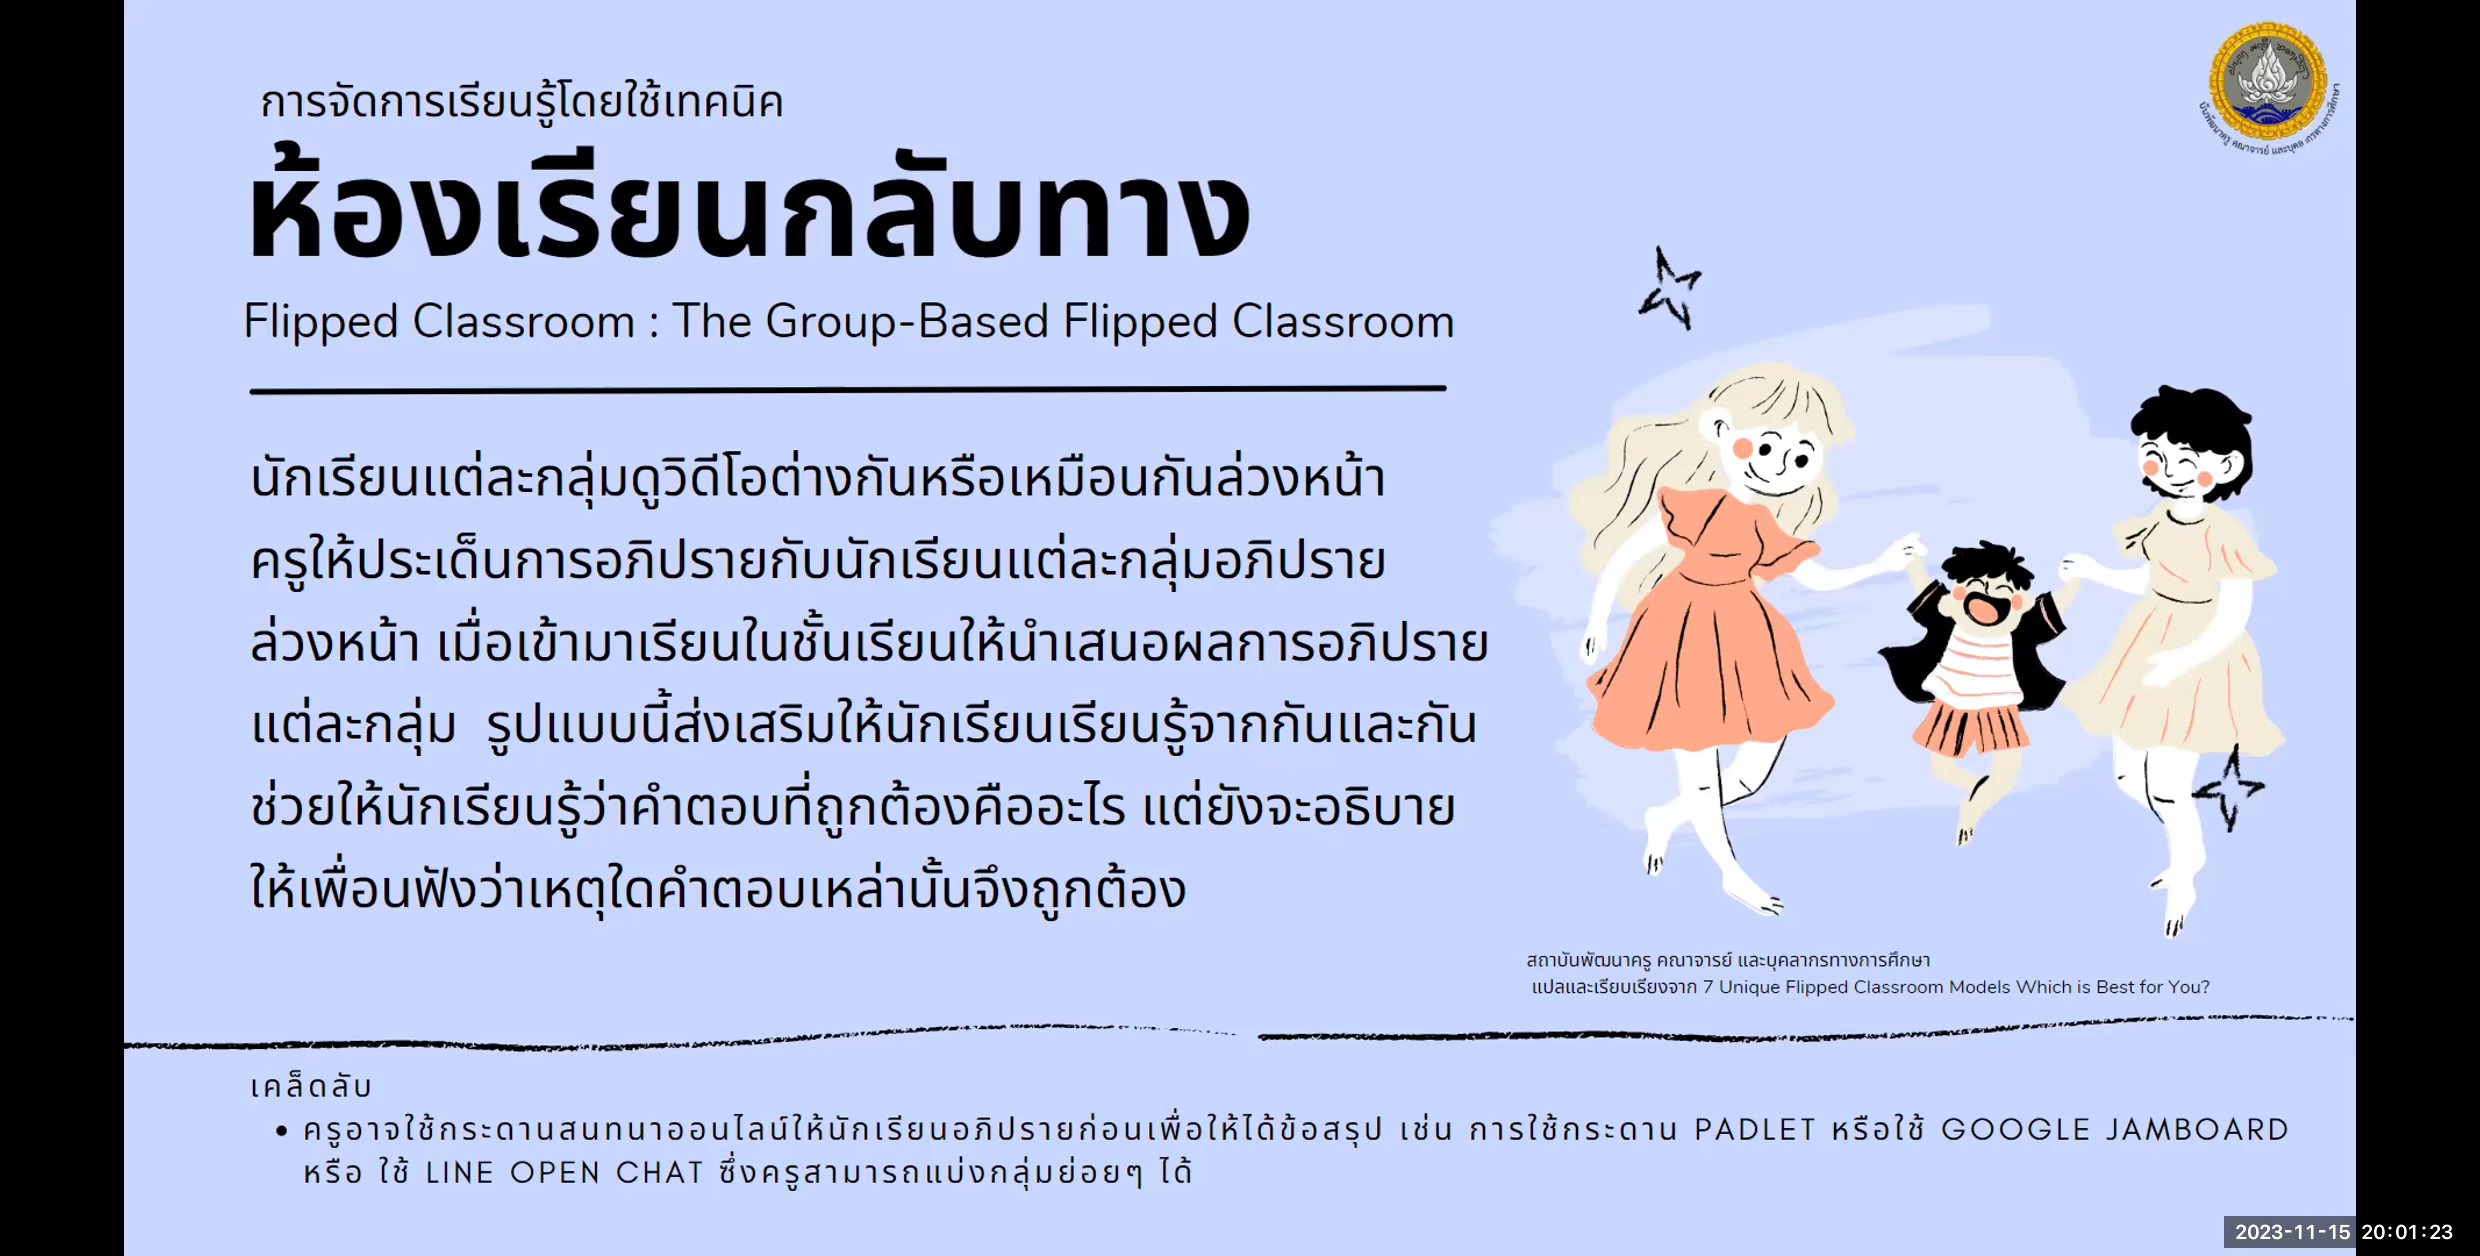 การจัดการเรียนรู้โดยใช้เทคนิค
ห้องเรียนกลับทาง
Flipped Classroom : The Group-Based Flipped Classroom
นักเรียนแต่ละกลุ่มดูวิดีโอต่างกันหรือเหมือนกันล่วงหน้า
ครูให้ประเด็นการอภิปรายกับนักเรียนแต่ละกลุ่มอภิปราย
ล่วงหน้า เมื่อเข้ามาเรียนในชั้นเรียนให้นำเสนอผลการอภิปราย
แต่ละกลุ่ม รูปแบบนี้ส่งเสริมให้นักเรียนเรียนรู้จากกันและกัน
ช่วยให้นักเรียนรู้ว่าคำตอบที่ถูกต้องคืออะไร แต่ยังจะอธิบาย
ให้เพื่อนฟังว่าเหตุใดคำตอบเหล่านั้นจึงถูกต้อง
สถาบันพัฒนาครู คณาจารย์ และบุคลากรทางการศึกษา
แปลและเรียบเรียงจาก 7 Unique Flipped Classroom Models Which is Best for You?
เคล็ดลับ
• ครูอาจใช้กระดานสนทนาออนไลน์ให้นักเรียนอภิปรายก่อนเพื่อให้ได้ข้อสรุป เช่น การใช้กระดาน PADLET หรือใช้ GOOGLE JAMBOARD
หรือ ใช้ LINE OPEN CHAT ซึ่งครูสามารถแบ่งกลุ่มย่อยๆ ได้
2023-11-15 20:01:23